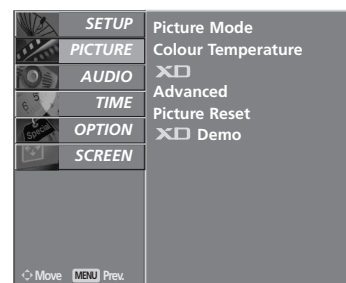 SETUP
PICTURE
AUDIO
TIME
OPTION
SCREEN
Move MENU Prev.
Picture Mode
Colour Temperature
XD
Advanced
Picture Reset
XD Demo